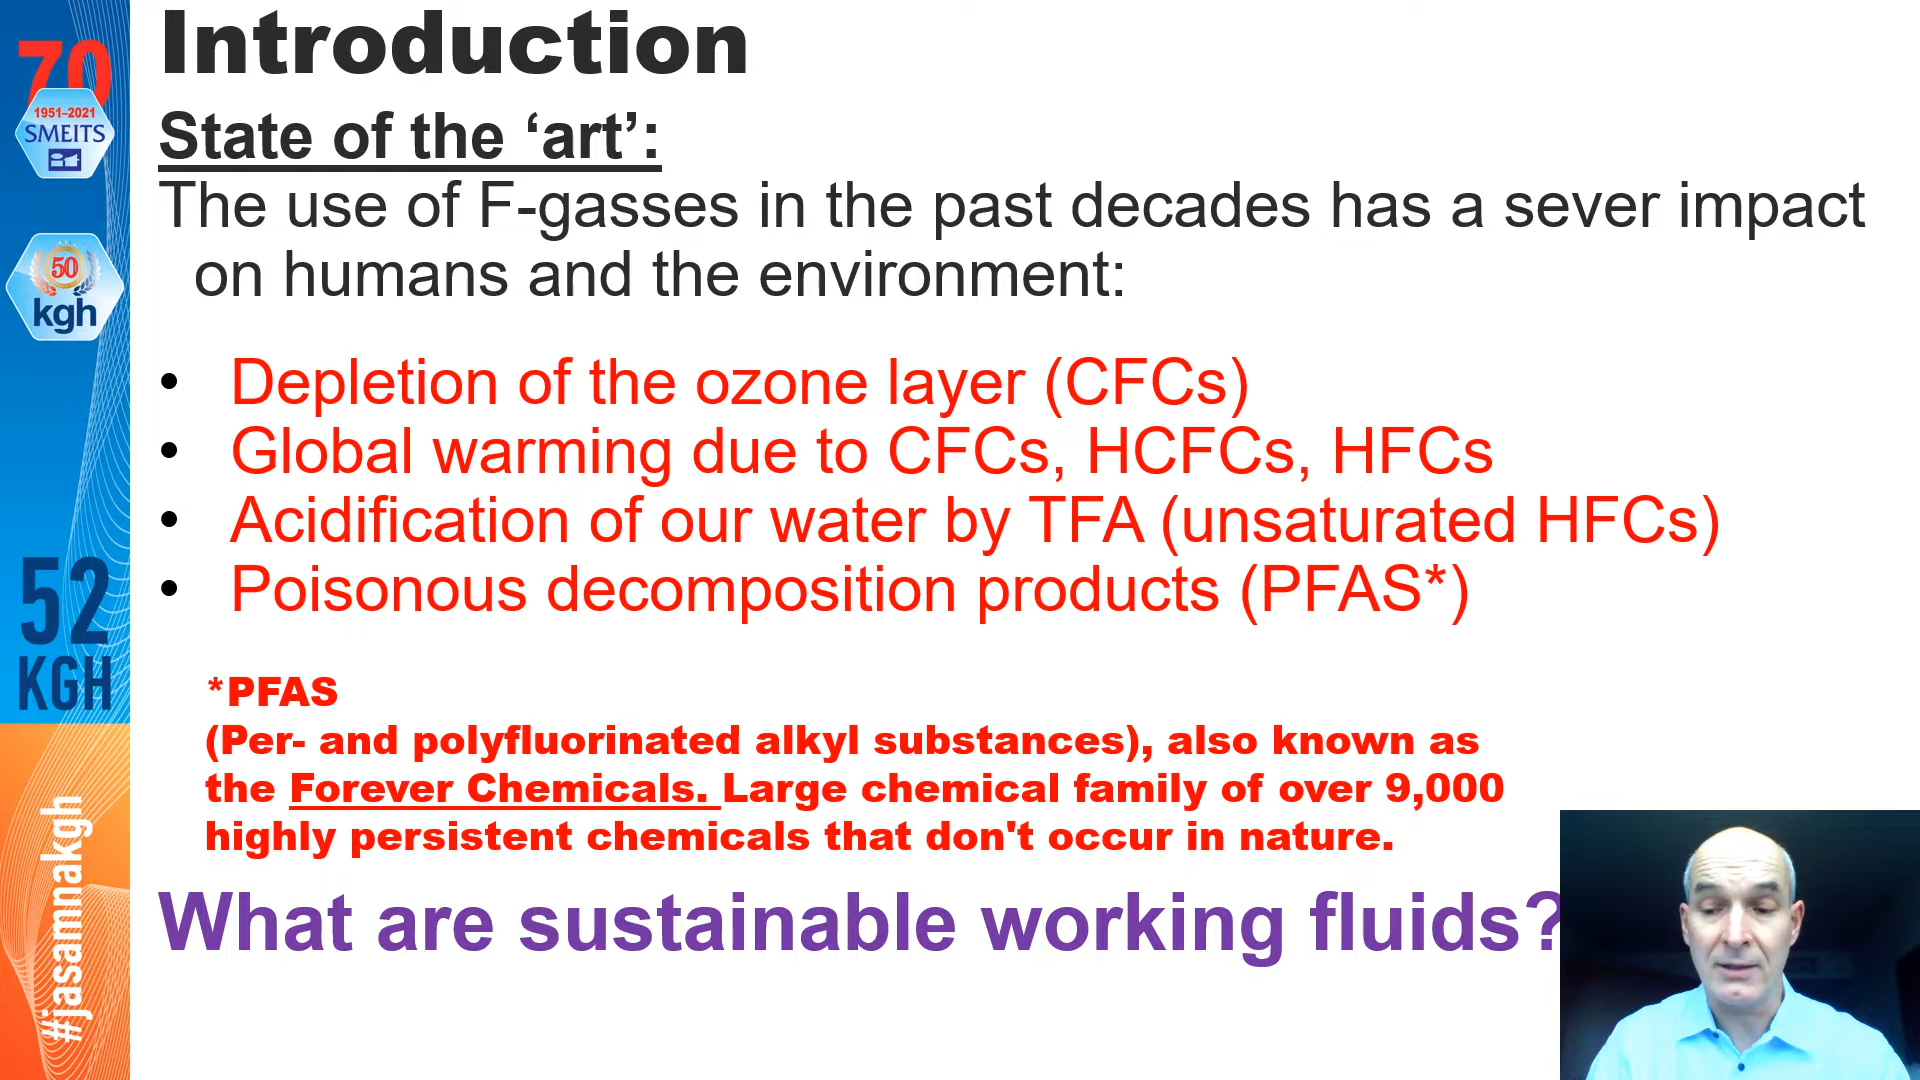 Introduction
State of the ‘art’:
The use of F-gasses in the past decades has a sever impact
on humans and the environment:
• Depletion of the ozone layer (CFCs)
• Global warming due to CFCs, HCFCs, HFCs
• Acidification of our water by TFA (unsaturated HFCs)
• Poisonous decomposition products (PFAS*)
*PFAS
(Per- and polyfluorinated alkyl substances), also known as
the Forever Chemicals. Large chemical family of over 9,000
highly persistent chemicals that don't occur in nature.
What are sustainable working fluids?
70
1951-2021
SMEITS
50
kgh
52
KGH
#jasamnakgh